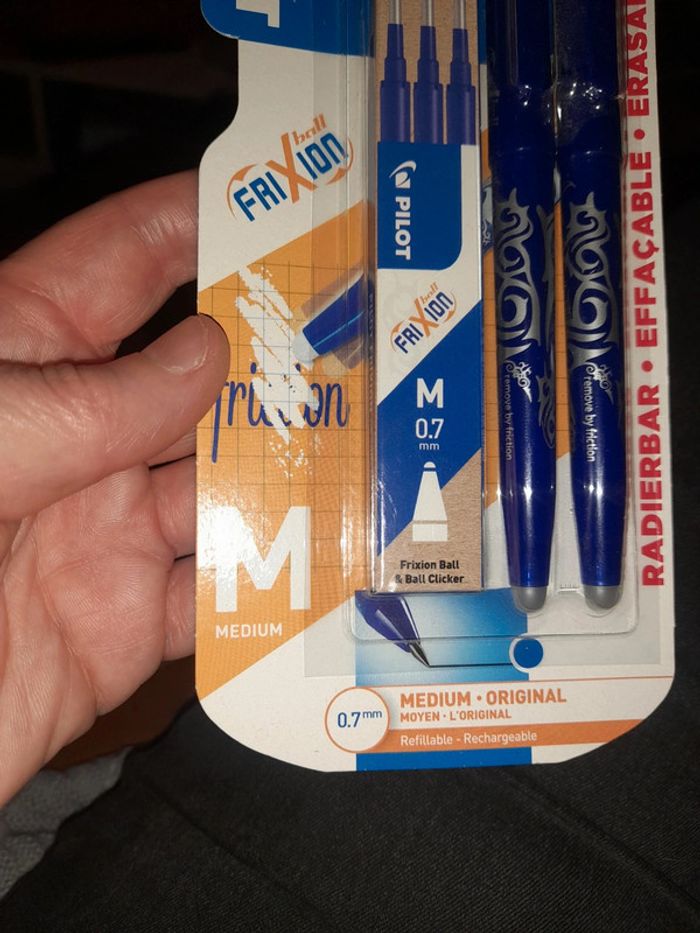 FRIXION ball
friction
M
MEDIUM
PILOT
FRIXION ball
M
0.7
mm
Frixion Ball
& Ball Clicker
remove by friction
remove by friction
RADIERBAR • EFFAÇABLE •
0.7mm
MEDIUM • ORIGINAL
MOYEN • L'ORIGINAL
Refillable - Rechargeable